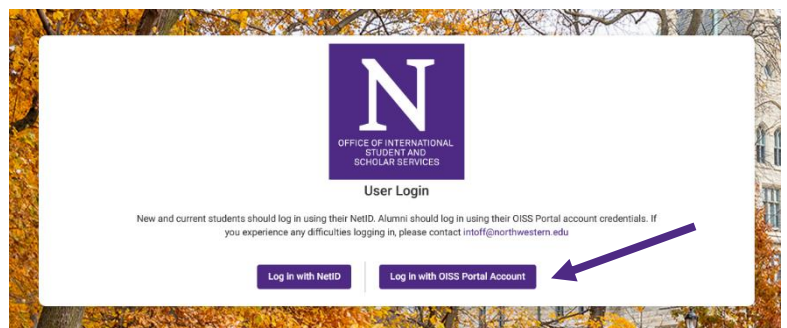 N
OFFICE OF INTERNATIONAL
STUDENT AND
SCHOLAR SERVICES
User Login
New and current students should log in using their NetID. Alumni should log in using their OISS Portal account credentials. If
you experience any difficulties logging in, please contact intoff@northwestern.edu
Log in with NetID
Log in with OISS Portal Account